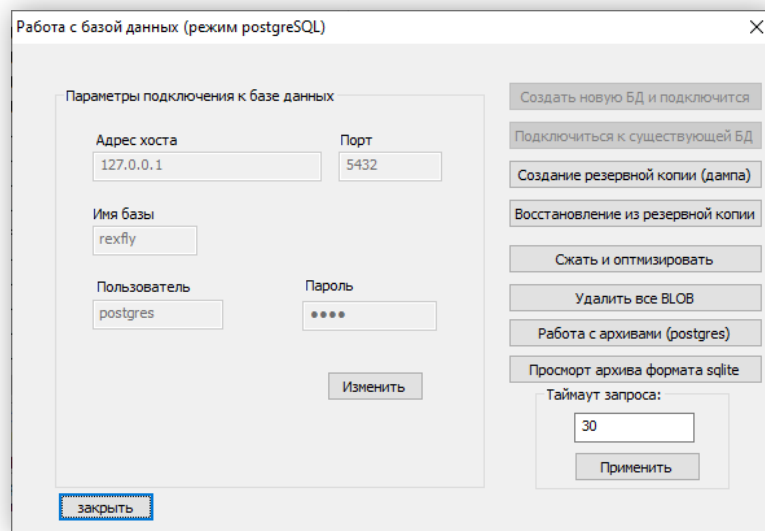 Работа с базой данных (режим postgreSQL)
Параметры подключения к базе данных
Адрес хоста
Порт
127.0.0.1
5432
Имя базы
rexfly
Пользователь
Пароль
postgres
●●●●
Изменить
закрыть
Создать новую БД и подключится
Подключиться к существующей БД
Создание резервной копии (дампа)
Восстановление из резервной копии
Сжать и оптмизировать
Удалить все BLOB
Работа с архивами (postgres)
Просморт архива формата sqlite
Таймаут запроса:
30
Применить